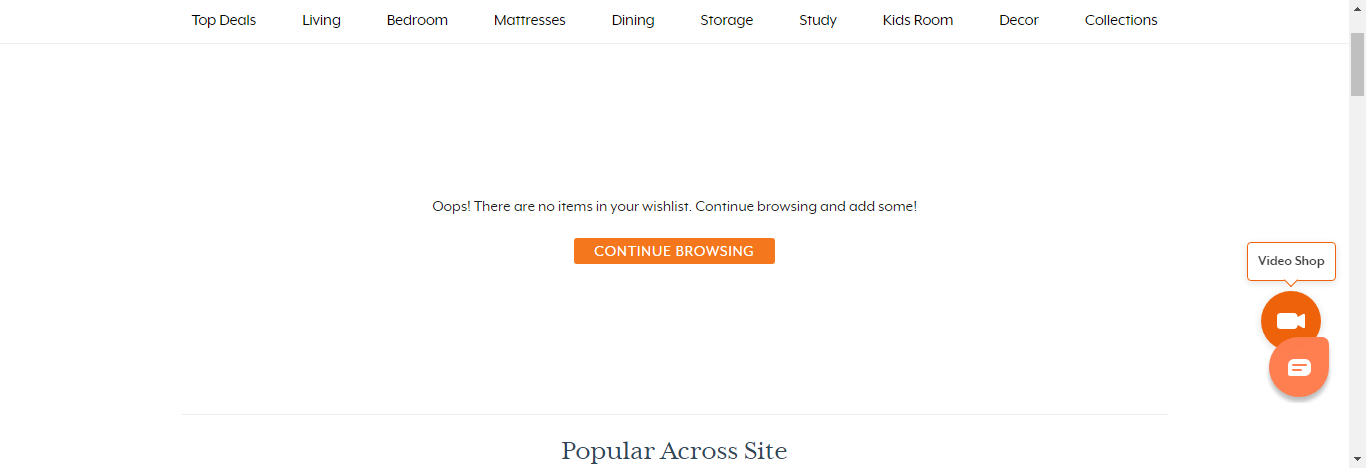 Top Deals Living Bedroom Mattresses Dining Storage Study Kids Room Decor Collections
Oops! There are no items in your wishlist. Continue browsing and add some!
CONTINUE BROWSING
Video Shop
Popular Across Site